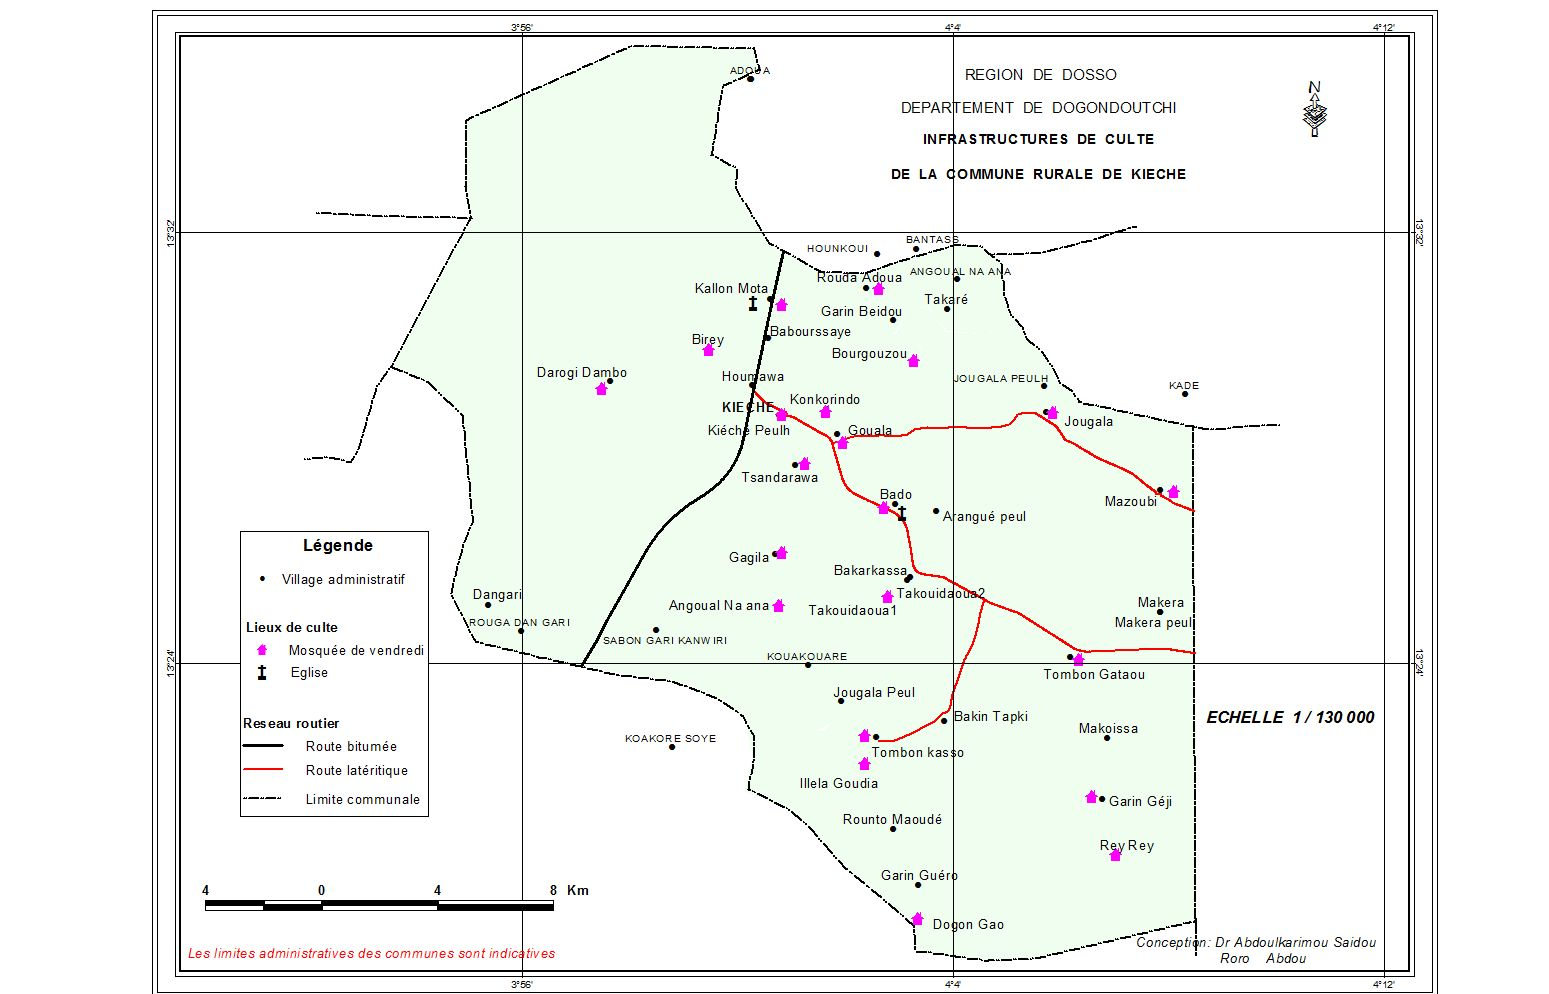 3°56'
4°4'
4°12'
ADOUA
REGION DE DOSSO
DEPARTEMENT DE DOGONDOUTCHI
INFRASTRUCTURES DE CULTE
DE LA COMMUNE RURALE DE KIECHE
N
13°32'
13°32'
HOUNKOUI
BANTASS
Rouda Adoua
ANGOUAL NA ANA
Kallon Mota
Takaré
Garin Beidou
Babourssaye
Birey
Bourgouzou
Darogi Dambo
Houmawa
JOUGALA PEULH
KADE
KIECHE
Konkorindo
Kiéché Peulh
Gouala
Jougala
Tsandarawa
Bado
Mazoubi
Arangué peul
Gagila
Bakarkassa
Takouidaoua2
Angoual Na ana
Takouidaoua1
Makera
Makera peul
Dangari
ROUGA DAN GARI
SABON GARI KANWIRI
KOUAKOUARE
13°24'
13°24'
Tombon Gataou
Jougala Peul
Bakin Tapki
ECHELLE 1 / 130 000
KOAKORE SOYE
Makoissa
Tombon kasso
Illela Goudia
Garin Géji
Rounto Maoudé
Rey Rey
Garin Guéro
Dogon Gao
Légende
Village administratif
Lieux de culte
Mosquée de vendredi
Eglise
Reseau routier
Route bitumée
Route latéritique
Limite communale
4 0 4 8 Km
Les limites administratives des communes sont indicatives
Conception: Dr Abdoulkarimou Saidou
Roro Abdou
3°56'
4°4'
4°12'